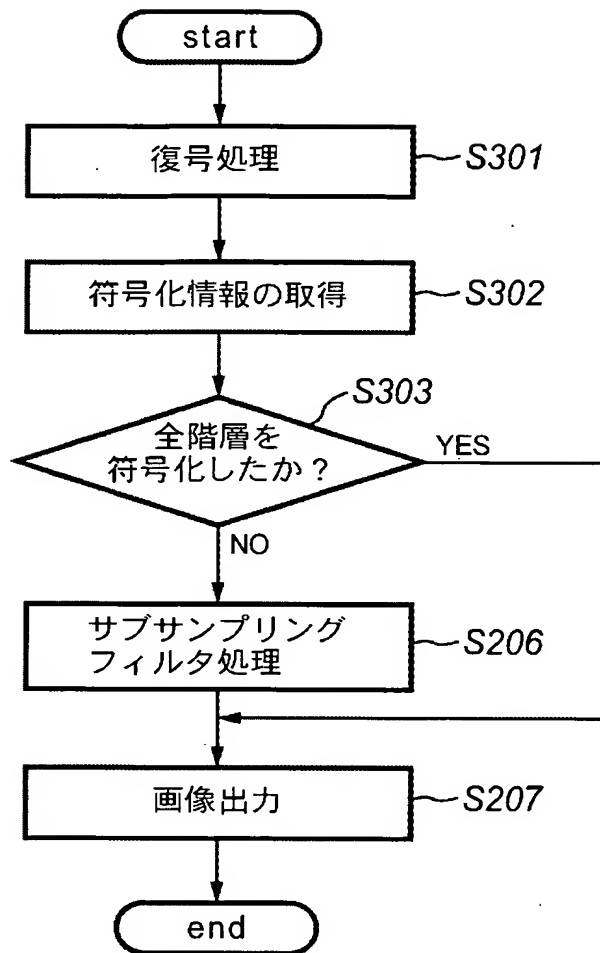 start
復号処理
S301
符号化情報の取得
S302
S303
全階層を
符号化したか？
YES
NO
サブサンプリング
フィルタ処理
S206
画像出力
S207
end